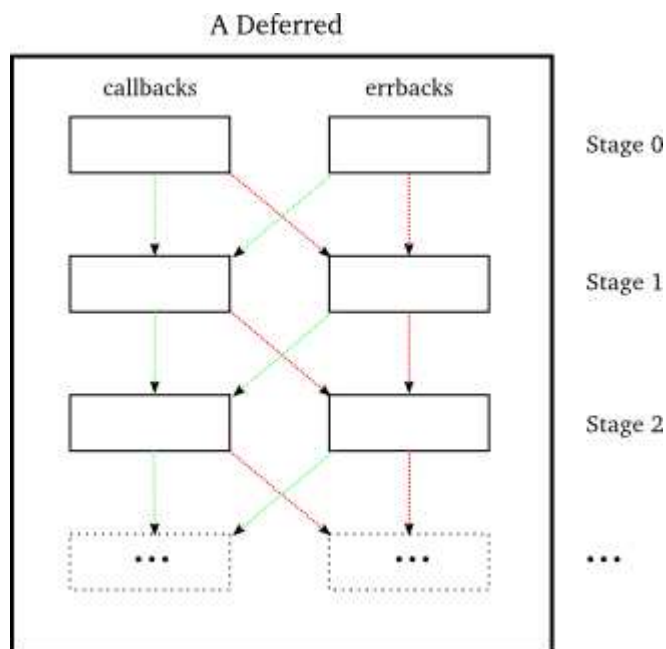 A Deferred
callbacks errbacks
Stage 0
Stage 1
Stage 2
••• ••• •••